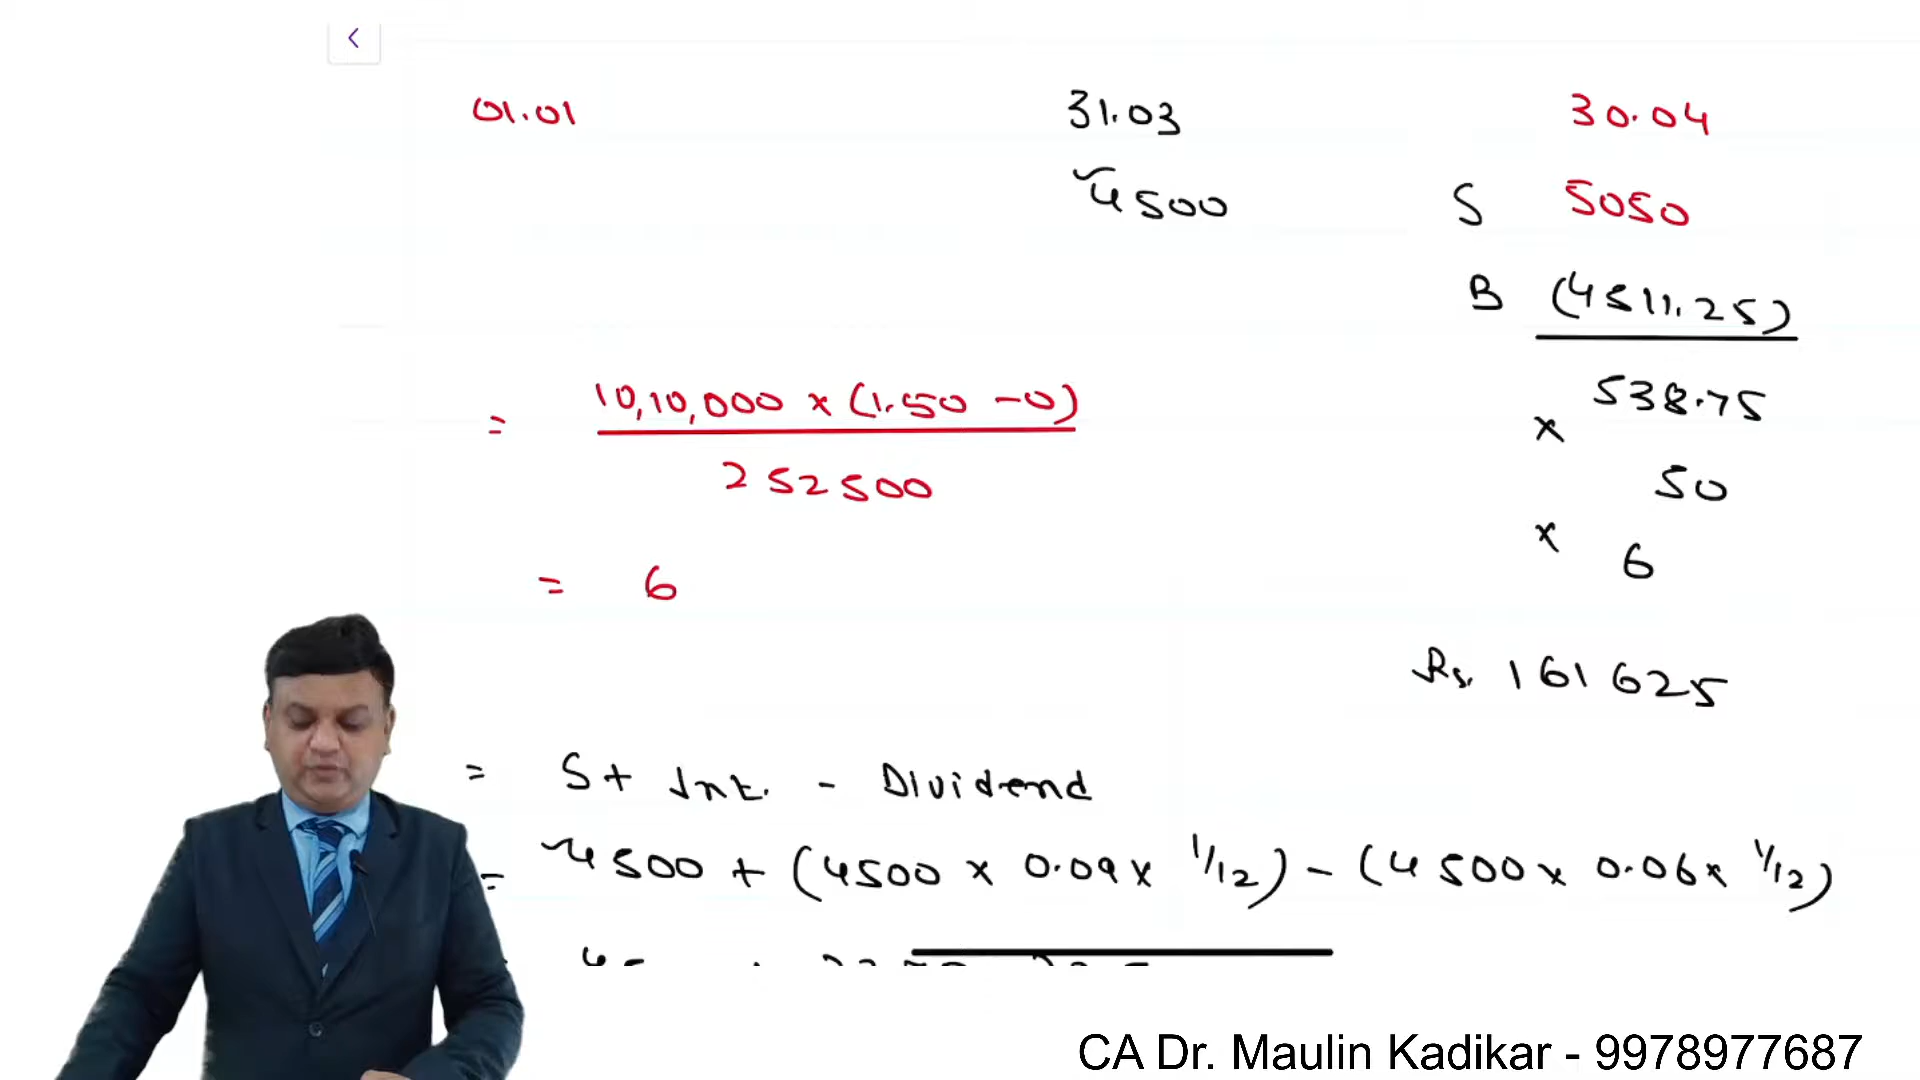 01.01 31.03 30.04
4500 S 5050
B (4511.25)
= 10,10,000 x (1.50 - 0) 538.75
252500 x 50
= 6 x 6
Rs. 161625
= S + Int. - Dividend
= 4500 + (4500 x 0.09 x 1/12) - (4500 x 0.06 x 1/12)
CA Dr. Maulin Kadikar - 9978977687